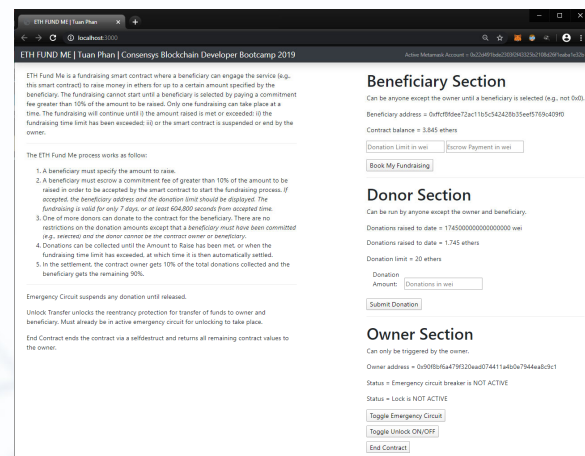 ETH FUND ME | Tuan Phan
localhost:3000
ETH FUND ME | Tuan Phan | Consensys Blockchain Developer Bootcamp 2019
Active Metamask Account =
ETH Fund Me is a fundraising smart contract where a beneficiary can engage the service (e.g.,
this smart contract) to raise money in ethers for up to a certain amount specified by the
beneficiary. The fundraising cannot start until a beneficiary is selected by paying a commitment
fee greater than 10% of the amount to be raised. Only one fundraising can take place at a
time. The fundraising will continue until i) the amount raised is met or exceeded; ii) the
fundraising time limit has been exceeded; iii) or the smart contract is suspended or end by the
owner.
The ETH Fund Me process works as follow:
1. A beneficiary must specify the amount to raise.
2. A beneficiary must escrow a commitment fee of greater than 10% of the amount to be
raised in order to be accepted by the smart contract to start the fundraising process. If
accepted, the beneficiary address and the donation limit should be displayed. The
fundraising is valid for only 7 days, or at least 604,800 seconds from accepted time.
3. One of more donors can donate to the contract for the beneficiary. There are no
restrictions on the donation amounts except that a beneficiary must have been committed
(e.g., selected) and the donor cannot be the contract owner or beneficiary.
4. Donations can be collected until the Amount to Raise has been met, or when the
fundraising time limit has exceeded, at which time it is then automatically settled.
5. In the settlement, the contract owner gets 10% of the total donations collected and the
beneficiary gets the remaining 90%.
Emergency Circuit suspends any donation until released.
Unlock Transfer unlocks the reentrancy protection for transfer of funds to owner and
beneficiary. Must already be in active emergency circuit for unlocking to take place.
End Contract ends the contract via a selfdestruct and returns all remaining contract values to
the owner.
Beneficiary Section
Can be anyone except the owner until a beneficiary is selected (e.g., not 0x0).
Beneficiary address = 0xffcf8fdee72ac11b5c542428b35eef5769c409f0
Contract balance = 3.845 ethers
Donation Limit in wei
Escrow Payment in wei
Book My Fundraising
Donor Section
Can be run by anyone except the owner and beneficiary.
Donations raised to date = 1745000000000000000 wei
Donations raised to date = 1.745 ethers
Donation limit = 20 ethers
Donation
Amount:
Donations in wei
Submit Donation
Owner Section
Can only be triggered by the owner.
Owner address = 0x90f8bf6a479f320ead074411a4b0e7944ea8c9c1
Status = Emergency circuit breaker is NOT ACTIVE
Status = Lock is NOT ACTIVE
Toggle Emergency Circuit
Toggle Unlock ON/OFF
End Contract